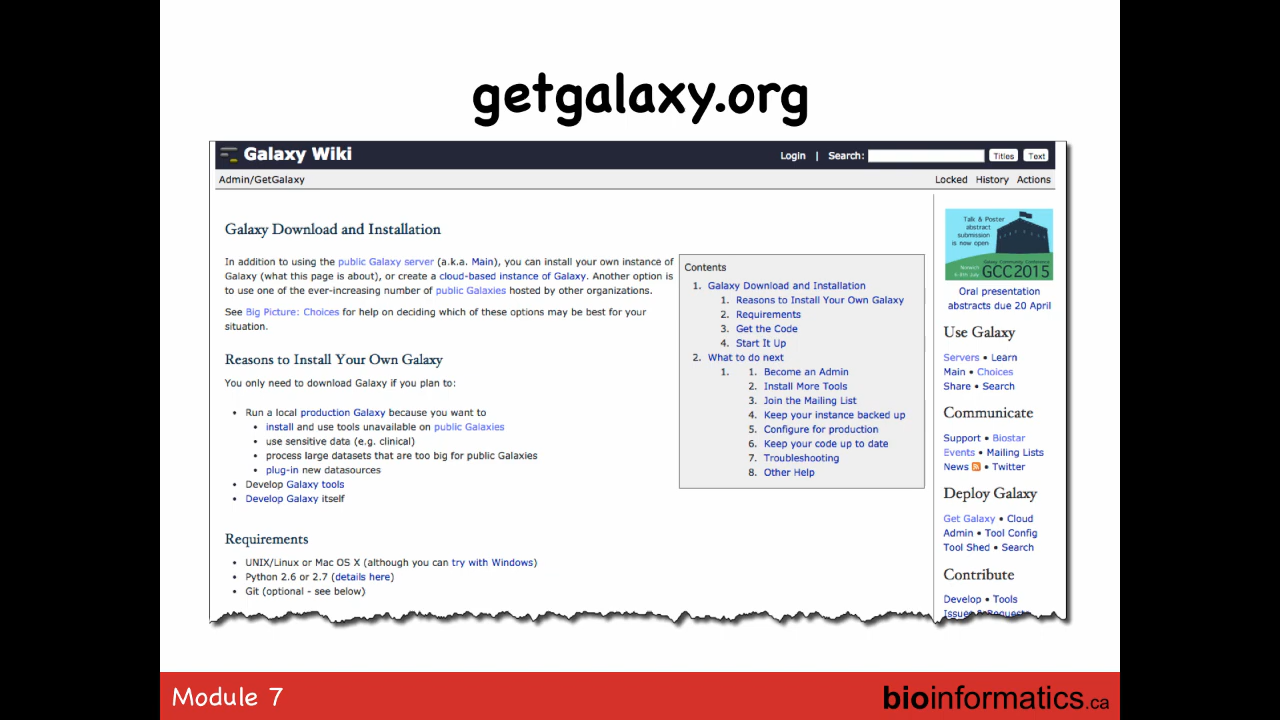 getgalaxy.org
Galaxy Wiki
Login | Search: Titles Text
Admin/GetGalaxy
Locked History Actions
Galaxy Download and Installation
In addition to using the public Galaxy server (a.k.a. Main), you can install your own instance of
Galaxy (what this page is about), or create a cloud-based instance of Galaxy. Another option is
to use one of the ever-increasing number of public Galaxies hosted by other organizations.
See Big Picture: Choices for help on deciding which of these options may be best for your
situation.
Reasons to Install Your Own Galaxy
You only need to download Galaxy if you plan to:
• Run a local production Galaxy because you want to
• install and use tools unavailable on public Galaxies
• use sensitive data (e.g. clinical)
• process large datasets that are too big for public Galaxies
• plug-in new datasources
• Develop Galaxy tools
• Develop Galaxy itself
Requirements
• UNIX/Linux or Mac OS X (although you can try with Windows)
• Python 2.6 or 2.7 (details here)
• Git (optional - see below)
Contents
1. Galaxy Download and Installation
1. Reasons to Install Your Own Galaxy
2. Requirements
3. Get the Code
4. Start It Up
2. What to do next
1. 1. Become an Admin
2. Install More Tools
3. Join the Mailing List
4. Keep your instance backed up
5. Configure for production
6. Keep your code up to date
7. Troubleshooting
8. Other Help
Talk & Poster
abstract
submission
is now open
Galaxy Community Conference
Norwich
6-8th July
GCC2015
Oral presentation
abstracts due 20 April
Use Galaxy
Servers • Learn
Main • Choices
Share • Search
Communicate
Support • Biostar
Events • Mailing Lists
News • Twitter
Deploy Galaxy
Get Galaxy • Cloud
Admin • Tool Config
Tool Shed • Search
Contribute
Develop • Tools
Module 7
bioinformatics.ca